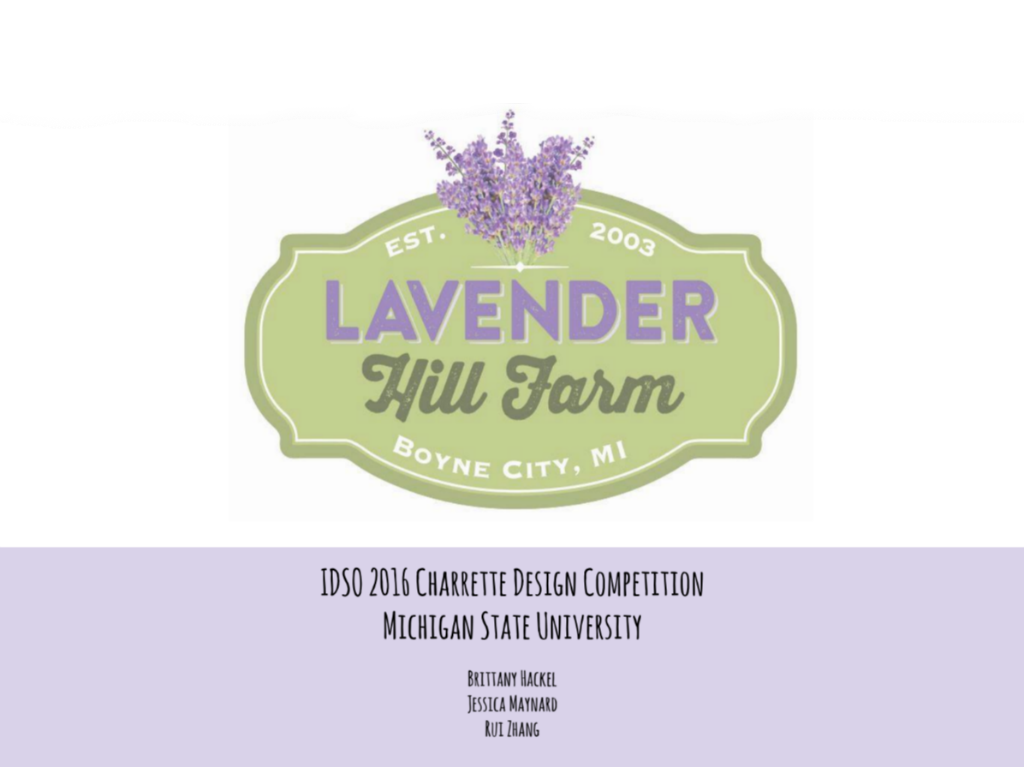 EST. 2003
LAVENDER
Hill Farm
BOYNE CITY, MI
IDSO 2016 CHARRETTE DESIGN COMPETITION
MICHIGAN STATE UNIVERSITY
BRITTANY HACKEL
JESSICA MAYNARD
RUI ZHANG